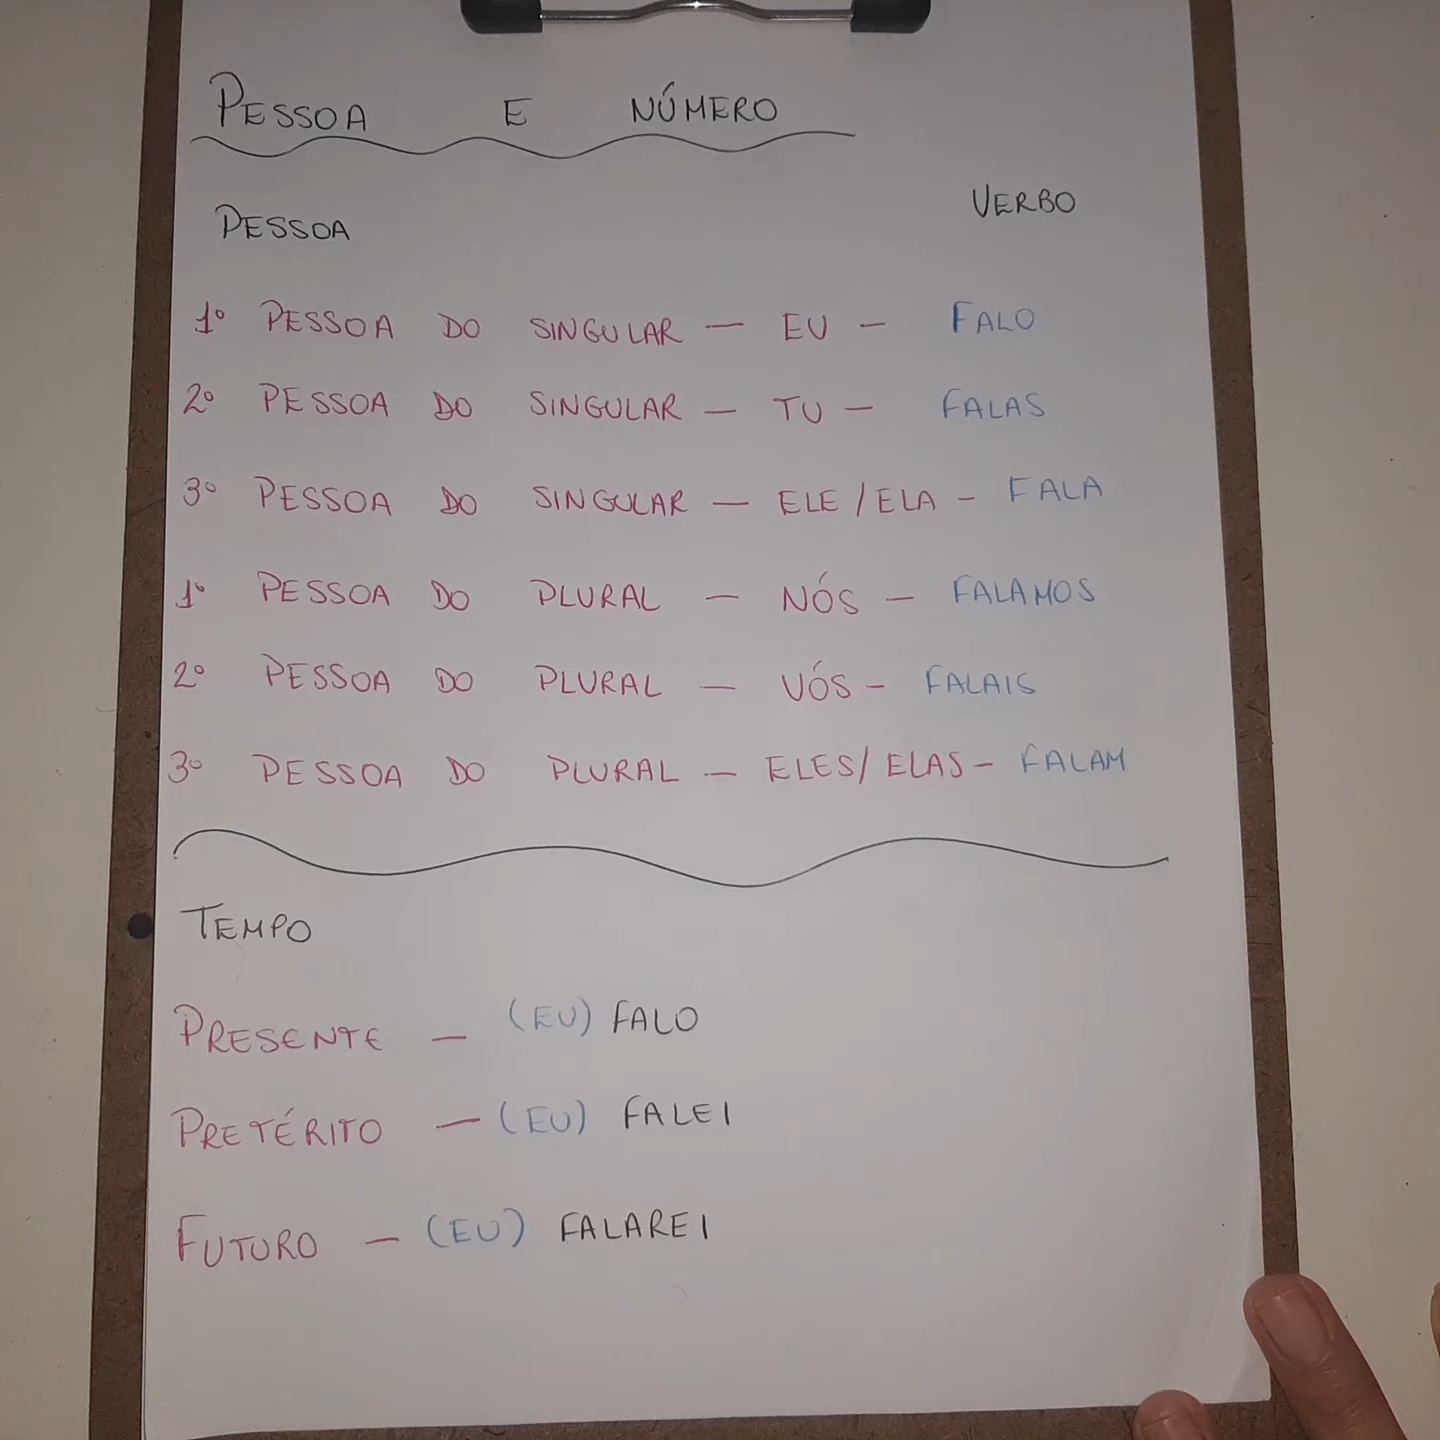 PESSOA E NÚMERO
PESSOA VERBO
1º PESSOA DO SINGULAR — EU — FALO
2º PESSOA DO SINGULAR — TU — FALAS
3º PESSOA DO SINGULAR — ELE/ELA - FALA
1º PESSOA DO PLURAL — NÓS — FALAMOS
2º PESSOA DO PLURAL — VÓS - FALAIS
3º PESSOA DO PLURAL — ELES/ELAS - FALAM
TEMPO
PRESENTE — (EU) FALO
PRETÉRITO — (EU) FALEI
FUTURO — (EU) FALAREI